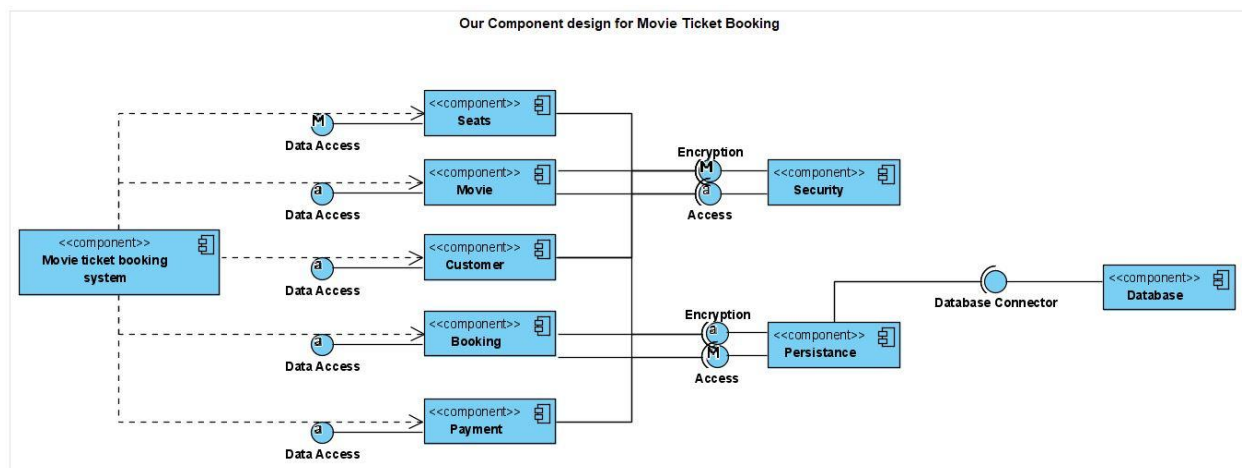 Our Component design for Movie Ticket Booking
<<component>>
Seats
M
Data Access
<<component>>
Movie
a
Data Access
Encryption
M
a
Access
<<component>>
Security
<<component>>
Movie ticket booking
system
<<component>>
Customer
a
Data Access
<<component>>
Booking
a
Data Access
Encryption
a
M
Access
<<component>>
Persistance
Database Connector
<<component>>
Database
<<component>>
Payment
a
Data Access